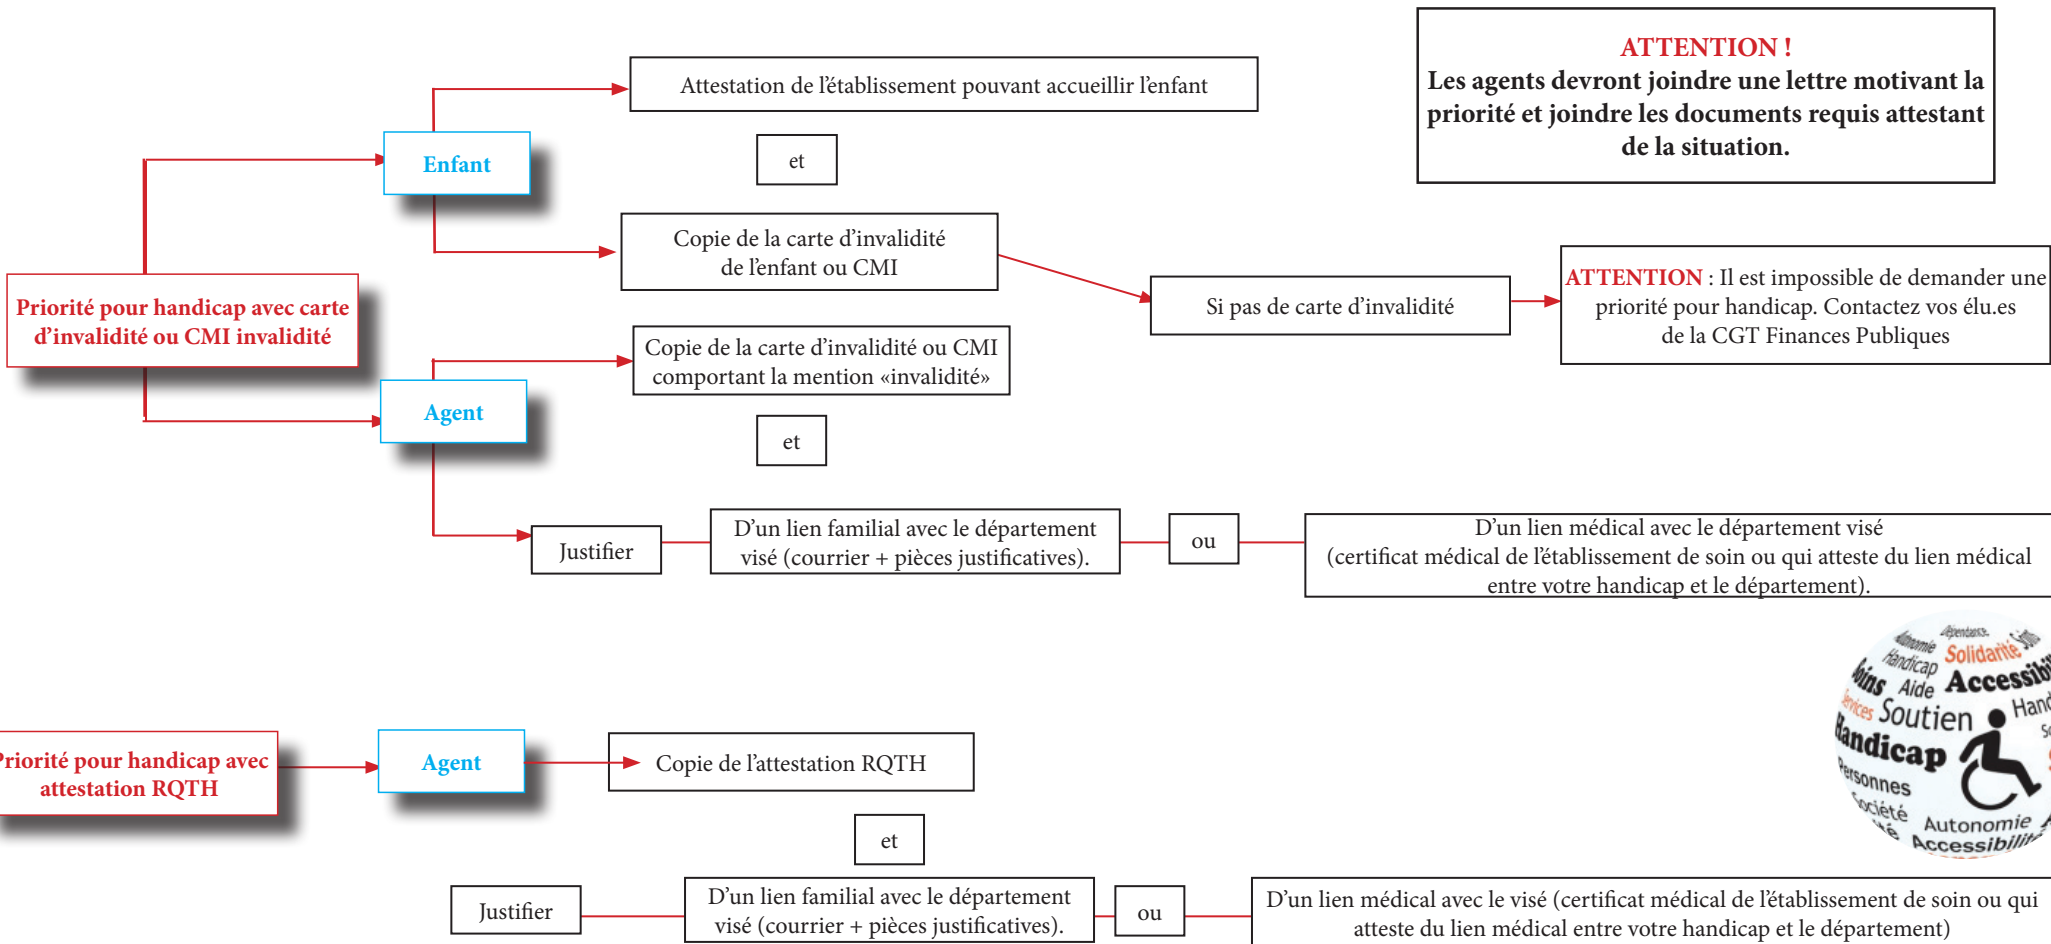 ATTENTION !
Les agents devront joindre une lettre motivant la
priorité et joindre les documents requis attestant
de la situation.
Attestation de l'établissement pouvant accueillir l'enfant
Enfant
et
Copie de la carte d'invalidité
de l'enfant ou CMI
Si pas de carte d'invalidité
ATTENTION : Il est impossible de demander une
priorité pour handicap. Contactez vos élu.es
de la CGT Finances Publiques
Priorité pour handicap avec carte
d'invalidité ou CMI invalidité
Copie de la carte d'invalidité ou CMI
comportant la mention «invalidité»
Agent
et
Justifier
D'un lien familial avec le département
visé (courrier + pièces justificatives).
ou
D'un lien médical avec le département visé
(certificat médical de l'établissement de soin ou qui atteste du lien médical
entre votre handicap et le département).
Priorité pour handicap avec
attestation RQTH
Agent
Copie de l'attestation RQTH
et
Justifier
D'un lien familial avec le département
visé (courrier + pièces justificatives).
ou
D'un lien médical avec le visé (certificat médical de l'établissement de soin ou qui
atteste du lien médical entre votre handicap et le département)
Dépendance
Autonomie
Solidarité
Soins
Handicap
Soins
Aide
Accessibil
Services
Soutien
Hand
Handicap
Personnes
Société
Autonomie
Accessibilité